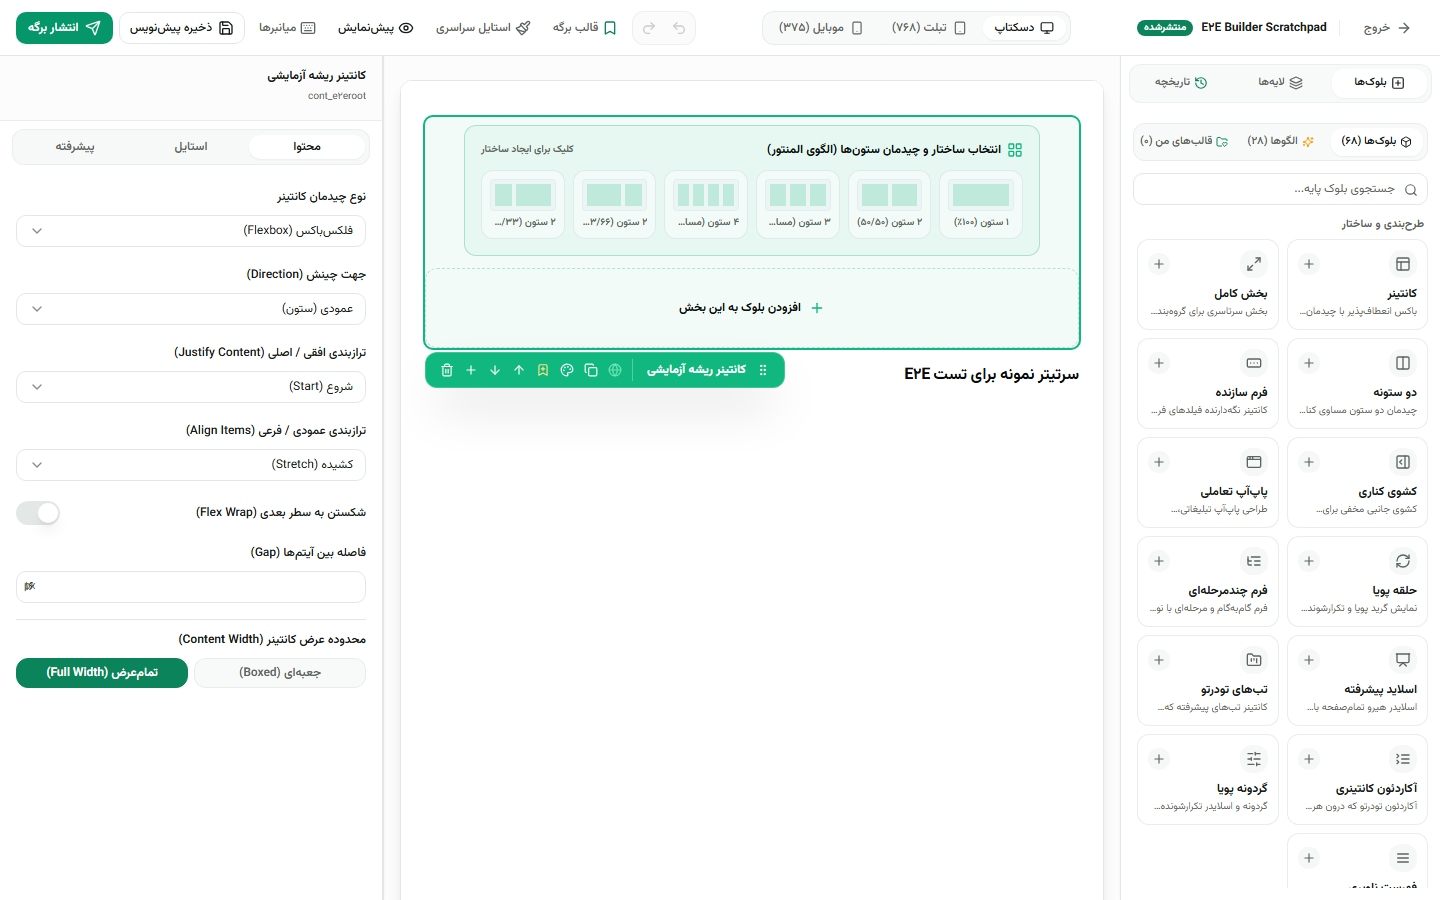 خروج
E۲E Builder Scratchpad
منتشرشده
دسکتاپ
تبلت (۷۶۸)
موبایل (۳۷۵)
قالب برگه
استایل سراسری
پیش‌نمایش
میانبرها
ذخیره پیش‌نویس
انتشار برگه
بلوک‌ها
لایه‌ها
تاریخچه
بلوک‌ها (۶۸)
الگوها (۲۸)
قالب‌های من (۰)
جستجوی بلوک پایه...
طرح‌بندی و ساختار
کانتینر
باکس انعطاف‌پذیر با چیدمان...
بخش کامل
بخش سرتاسری برای گروه‌بند...
دو ستونه
چیدمان دو ستون مساوی کنا...
فرم سازنده
کانتینر نگه‌دارنده فیلدهای فر...
کشوی کناری
کشوی جانبی مخفی برای...
پاپ‌آپ تعاملی
طراحی پاپ‌آپ تبلیغاتی،...
حلقه پویا
نمایش گرید پویا و تکرارشوند...
فرم چندمرحله‌ای
فرم گام‌به‌گام و مرحله‌ای با نو...
اسلاید پیشرفته
اسلایدر هیرو تمام‌صفحه با...
تب‌های تودرتو
کانتینر تب‌های پیشرفته که...
آکاردئون کانتینری
آکاردئون تودرتو که درون هر...
گردونه پویا
گردونه و اسلایدر تکرارشونده...
انتخاب ساختار و چیدمان ستون‌ها (الگوی المنتور)
کلیک برای ایجاد ساختار
۱ ستون (۱۰۰٪)
۲ ستون (۵۰/۵۰)
۳ ستون (مسا...
۴ ستون (مسا...
۲ ستون (۳/۶۶...
۲ ستون (۳۳/...
افزودن بلوک به این بخش
کانتینر ریشه آزمایشی
سرتیتر نمونه برای تست E۲E
کانتینر ریشه آزمایشی
cont_e۲eroot
محتوا
استایل
پیشرفته
نوع چیدمان کانتینر
فلکس‌باکس (Flexbox)
جهت چینش (Direction)
عمودی (ستون)
ترازبندی افقی / اصلی (Justify Content)
شروع (Start)
ترازبندی عمودی / فرعی (Align Items)
کشیده (Stretch)
شکستن به سطر بعدی (Flex Wrap)
فاصله بین آیتم‌ها (Gap)
محدوده عرض کانتینر (Content Width)
جعبه‌ای (Boxed)
تمام‌عرض (Full Width)